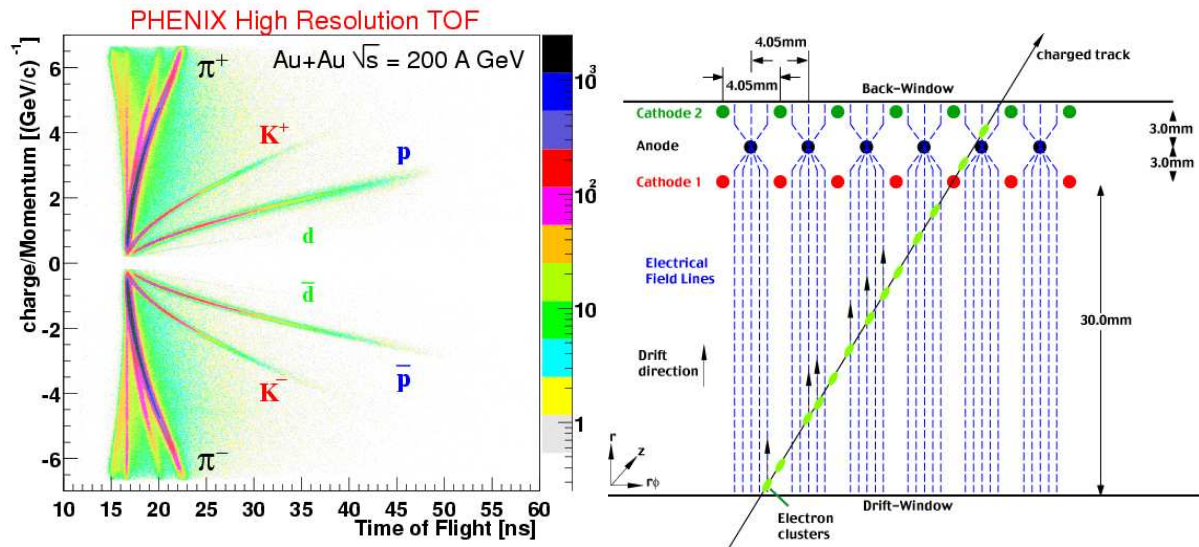 PHENIX High Resolution TOF
Au+Au √s = 200 A GeV
charge/Momentum [(GeV/c)⁻¹]
6
4
2
0
-2
-4
-6
π⁺
K⁺
p
d
d̅
p̅
K⁻
π⁻
10 15 20 25 30 35 40 45 50 55 60
Time of Flight [ns]
10³
10²
10
1
4.05mm
4.05mm
charged track
Back-Window
Cathode 2
Anode
Cathode 1
3.0mm
3.0mm
Electrical
Field Lines
30.0mm
Drift
direction
r
z
rϕ
Drift-Window
Electron
clusters